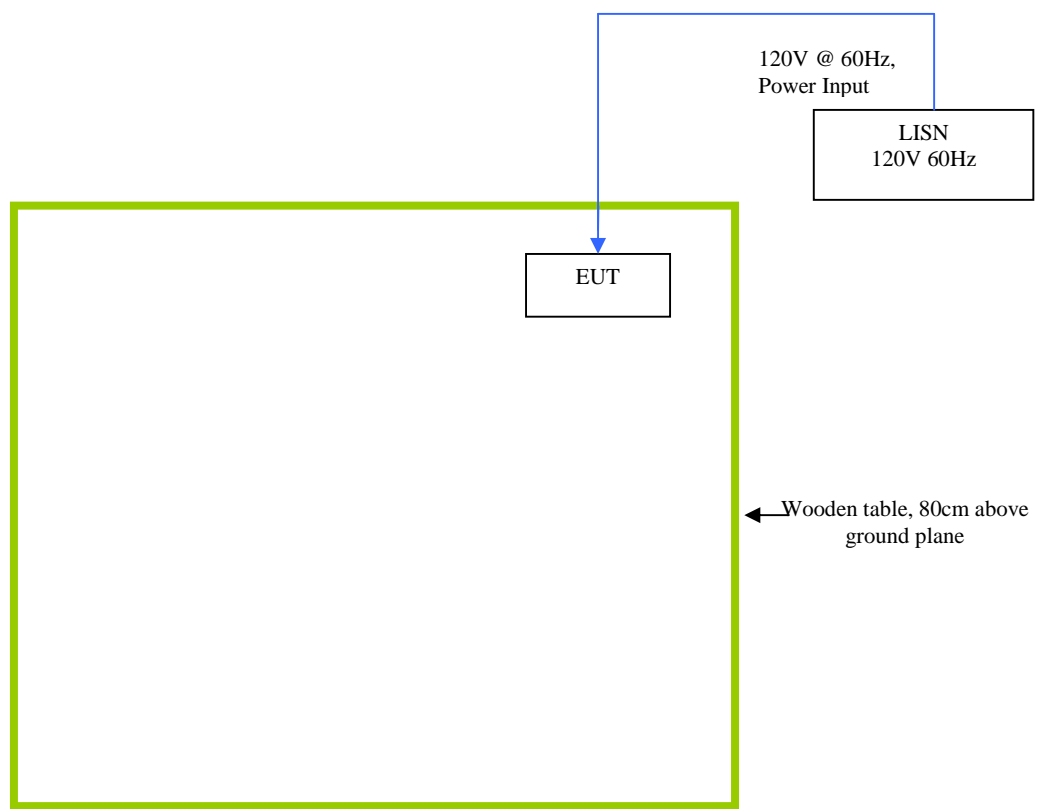 120V @ 60Hz,
Power Input
LISN
120V 60Hz
EUT
Wooden table, 80cm above
ground plane